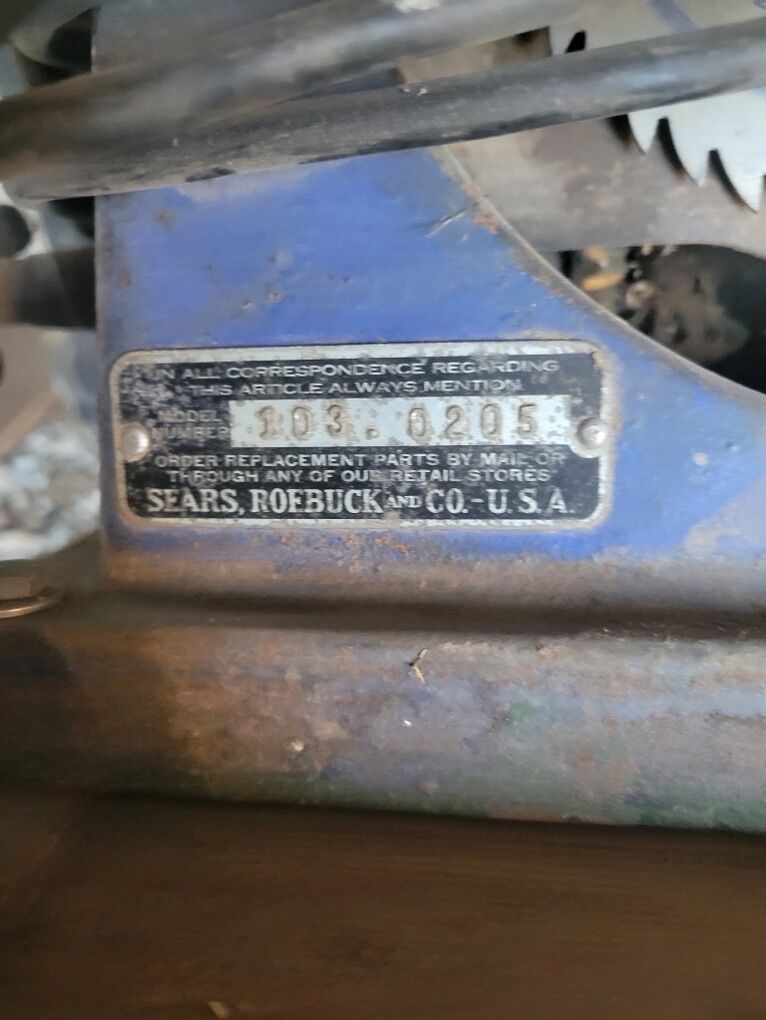 IN ALL CORRESPONDENCE REGARDING
THIS ARTICLE ALWAYS MENTION
MODEL NUMBER 103.0205
ORDER REPLACEMENT PARTS BY MAIL OR
THROUGH ANY OF OUR RETAIL STORES
SEARS, ROEBUCK AND CO.-U.S.A.